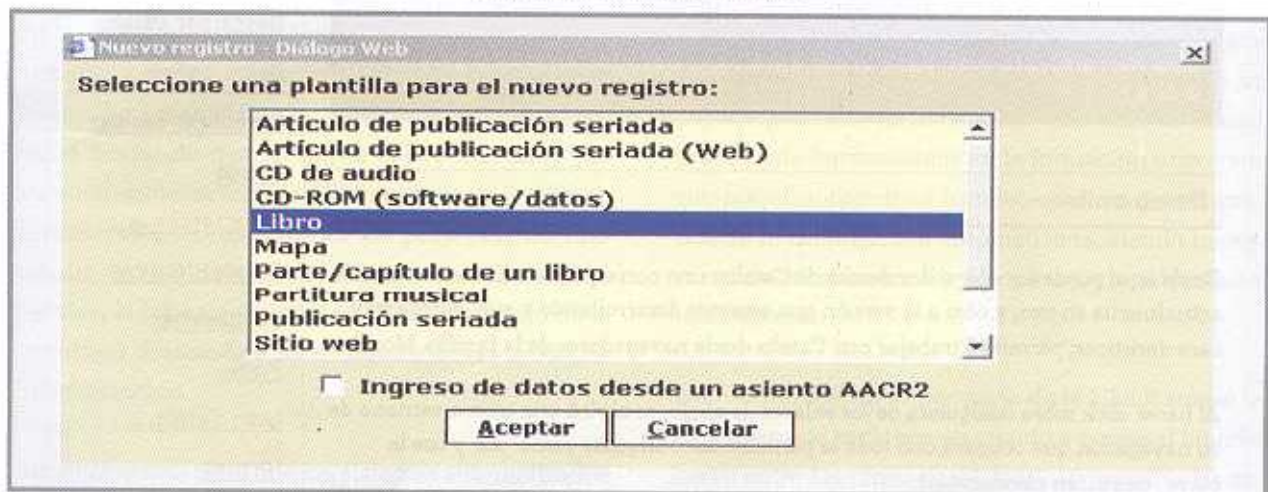 Nuevo registro - Diálogo Web
Seleccione una plantilla para el nuevo registro:
Artículo de publicación seriada
Artículo de publicación seriada (Web)
CD de audio
CD-ROM (software/datos)
Libro
Mapa
Parte/capítulo de un libro
Partitura musical
Publicación seriada
Sitio web
Ingreso de datos desde un asiento AACR2
Aceptar Cancelar